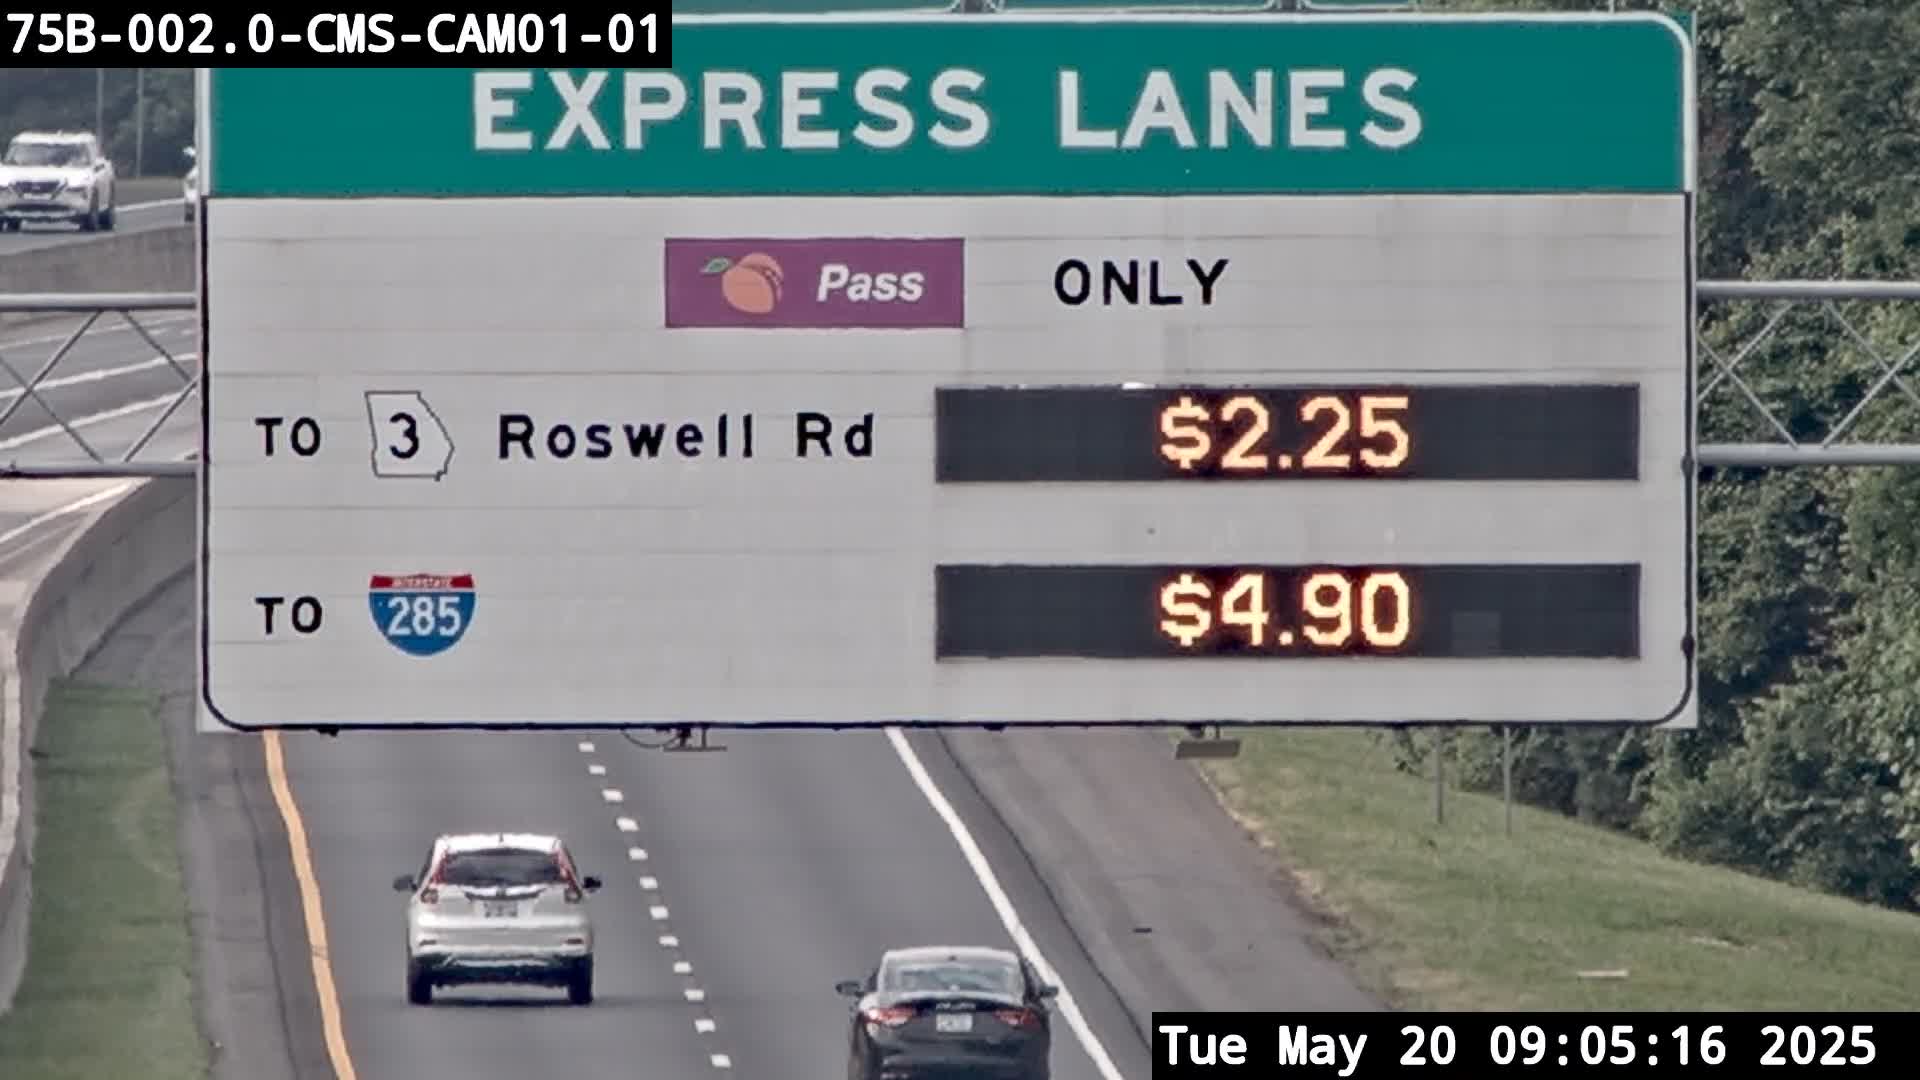 75B-002.0-CMS-CAM01-01
EXPRESS LANES
Pass ONLY
TO 3 Roswell Rd $2.25
INTERSTATE
TO 285 $4.90
Tue May 20 09:05:16 2025